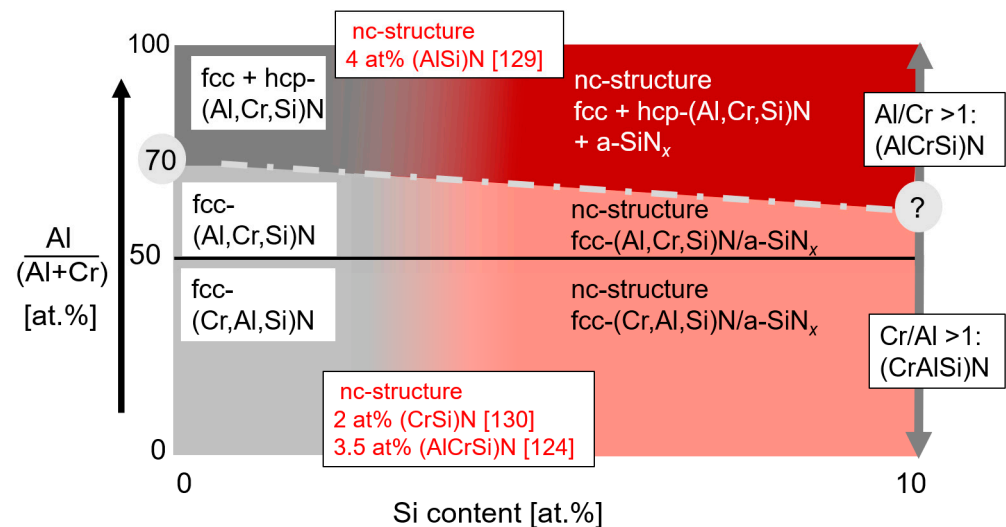 100
nc-structure
4 at% (AlSi)N [129]
fcc + hcp-
(Al,Cr,Si)N
nc-structure
fcc + hcp-(Al,Cr,Si)N
+ a-SiNₓ
Al/Cr >1:
(AlCrSi)N
70
?
fcc-
(Al,Cr,Si)N
nc-structure
fcc-(Al,Cr,Si)N/a-SiNₓ
Al
(Al+Cr)
[at.%]
50
fcc-
(Cr,Al,Si)N
nc-structure
fcc-(Cr,Al,Si)N/a-SiNₓ
Cr/Al >1:
(CrAlSi)N
nc-structure
2 at% (CrSi)N [130]
3.5 at% (AlCrSi)N [124]
0
0
10
Si content [at.%]